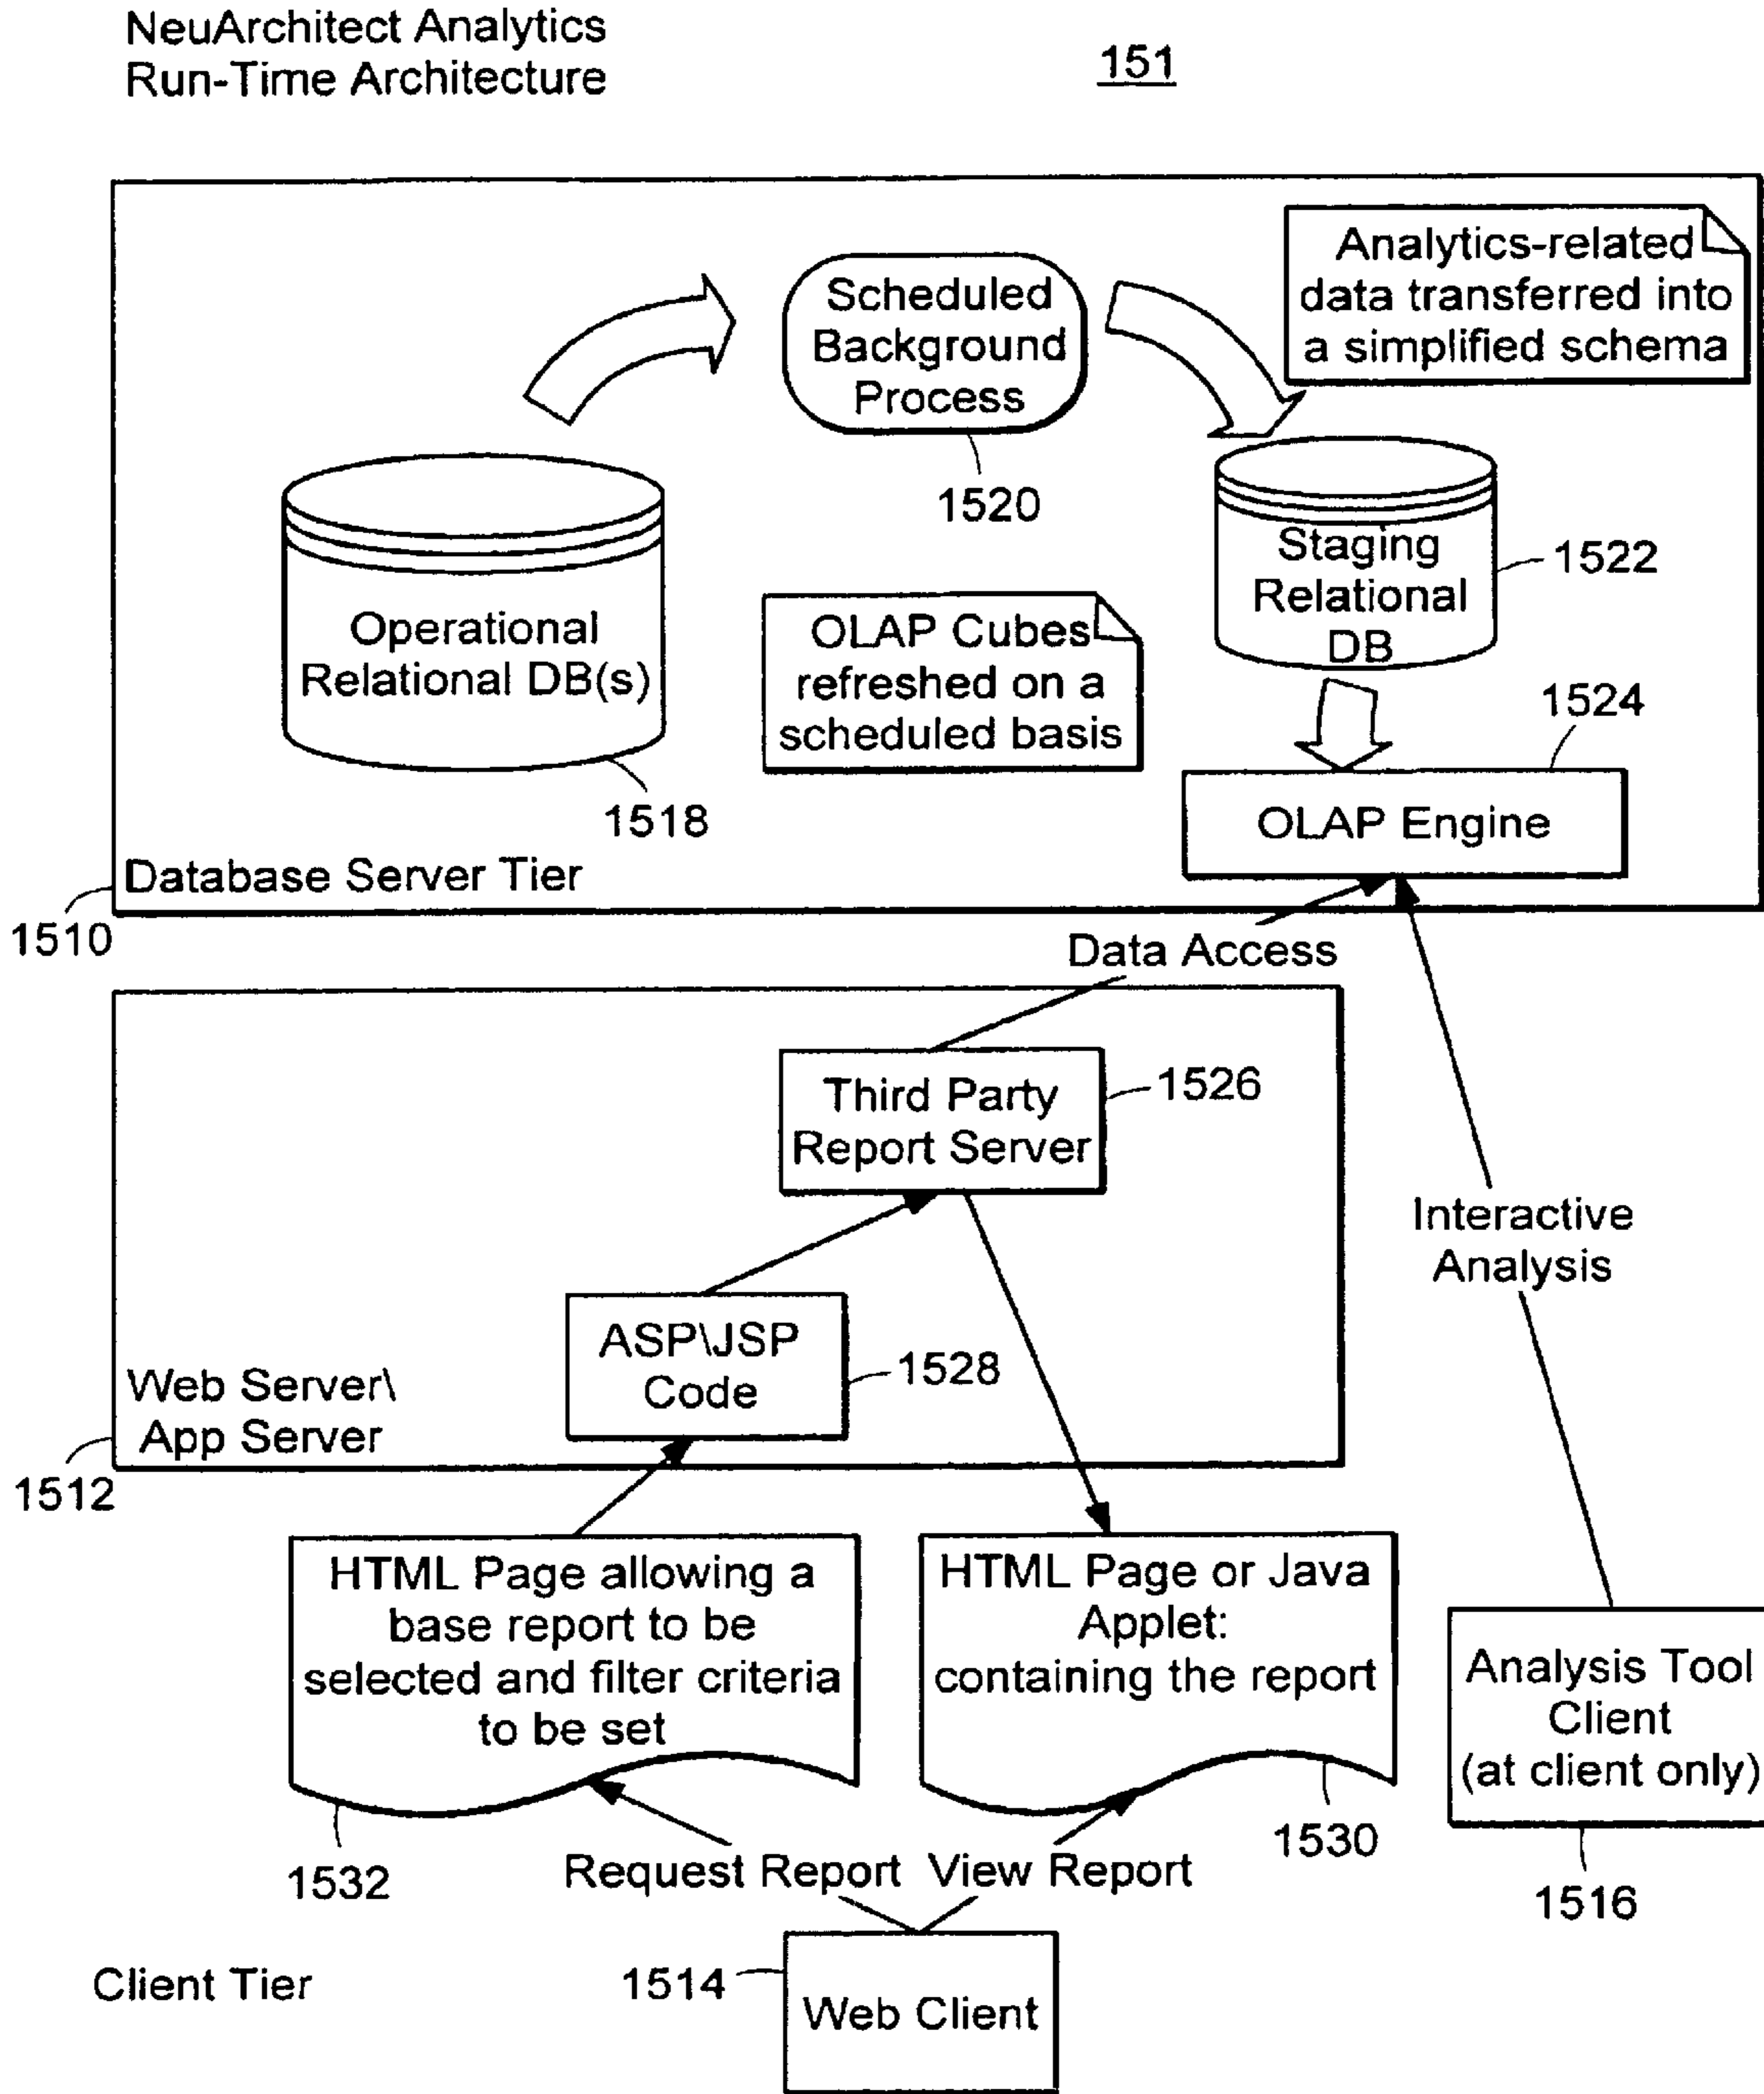 NeuArchitect Analytics
Run-Time Architecture
151
Analytics-related
data transferred into
a simplified schema
Scheduled
Background
Process
1520
Staging
Relational
DB
1522
Operational
Relational DB(s)
1518
OLAP Cubes
refreshed on a
scheduled basis
1524
OLAP Engine
Database Server Tier
1510
Data Access
Third Party
Report Server
1526
Interactive
Analysis
ASP\JSP
Code
1528
Web Server\
App Server
1512
HTML Page allowing a
base report to be
selected and filter criteria
to be set
1532
HTML Page or Java
Applet:
containing the report
1530
Analysis Tool
Client
(at client only)
1516
Request Report
View Report
Client Tier
1514
Web Client